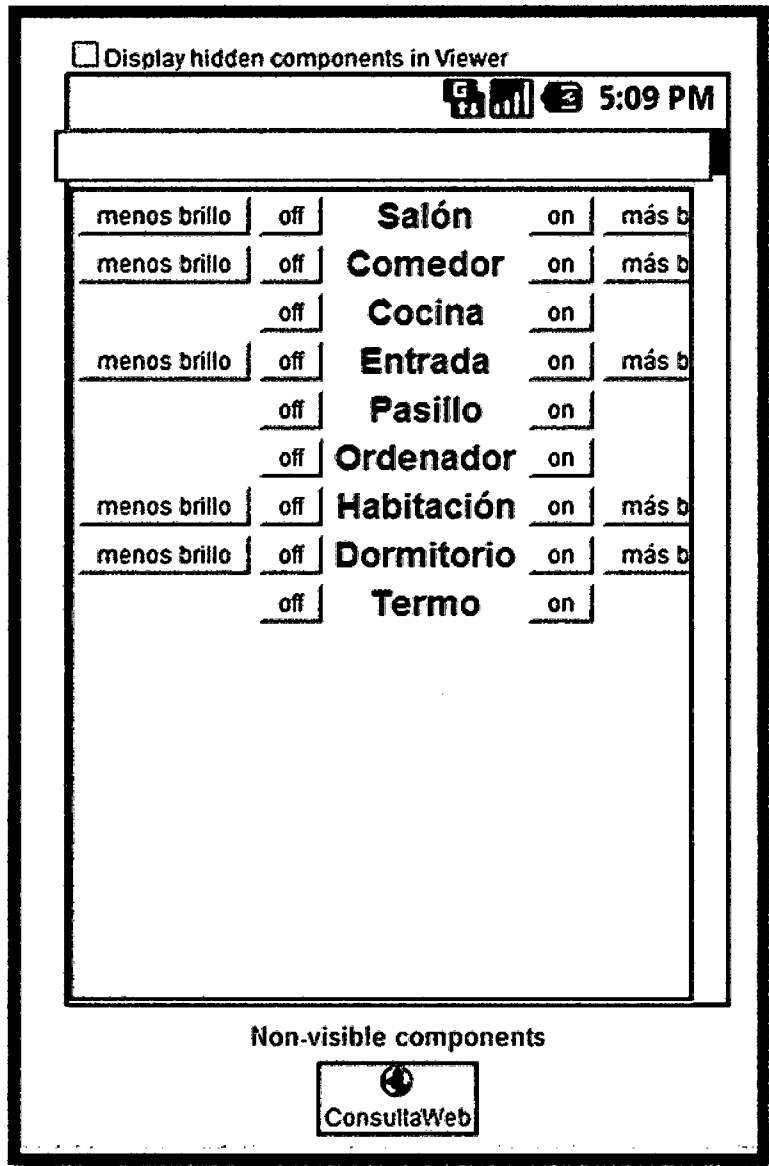 Display hidden components in Viewer
5:09 PM
menos brillo off Salón on más b
menos brillo off Comedor on más b
off Cocina on
menos brillo off Entrada on más b
off Pasillo on
off Ordenador on
menos brillo off Habitación on más b
menos brillo off Dormitorio on más b
off Termo on
Non-visible components
ConsultaWeb